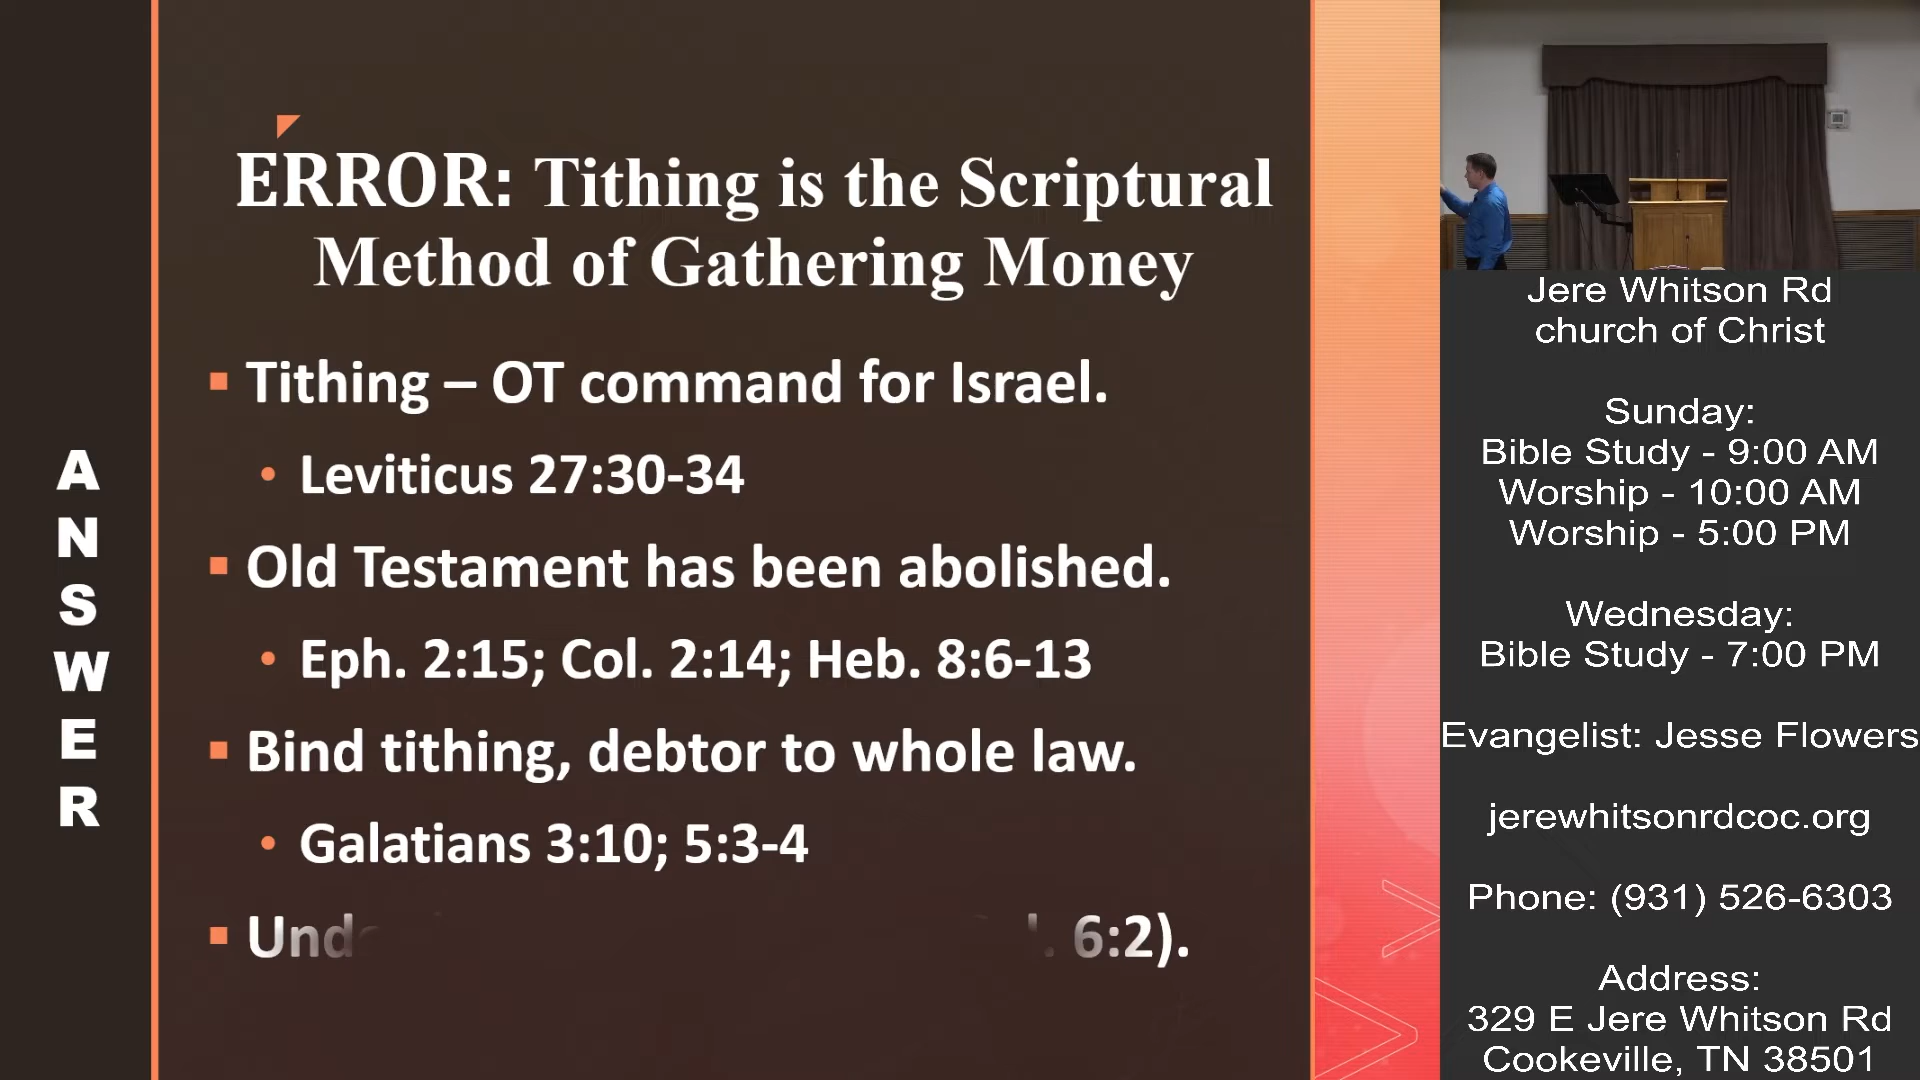 ANSWER
ERROR: Tithing is the Scriptural
Method of Gathering Money
Tithing – OT command for Israel.
Leviticus 27:30-34
Old Testament has been abolished.
Eph. 2:15; Col. 2:14; Heb. 8:6-13
Bind tithing, debtor to whole law.
Galatians 3:10; 5:3-4
6:2).
Jere Whitson Rd
church of Christ
Sunday:
Bible Study - 9:00 AM
Worship - 10:00 AM
Worship - 5:00 PM
Wednesday:
Bible Study - 7:00 PM
Evangelist: Jesse Flowers
jerewhitsonrdcoc.org
Phone: (931) 526-6303
Address:
329 E Jere Whitson Rd
Cookeville, TN 38501